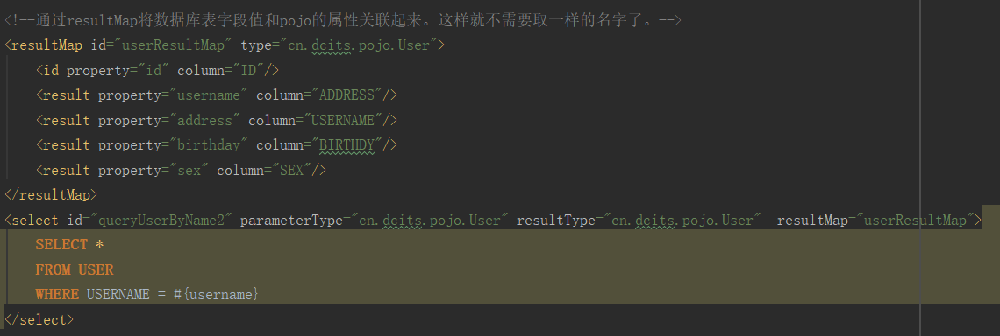 <!--通过resultMap将数据库表字段值和pojo的属性关联起来。这样就不需要取一样的名字了。-->
<resultMap id="userResultMap" type="cn.dcits.pojo.User">
<id property="id" column="ID"/>
<result property="username" column="ADDRESS"/>
<result property="address" column="USERNAME"/>
<result property="birthday" column="BIRTHDY"/>
<result property="sex" column="SEX"/>
</resultMap>
<select id="queryUserByName2" parameterType="cn.dcits.pojo.User" resultType="cn.dcits.pojo.User" resultMap="userResultMap">
SELECT *
FROM USER
WHERE USERNAME = #{username}
</select>